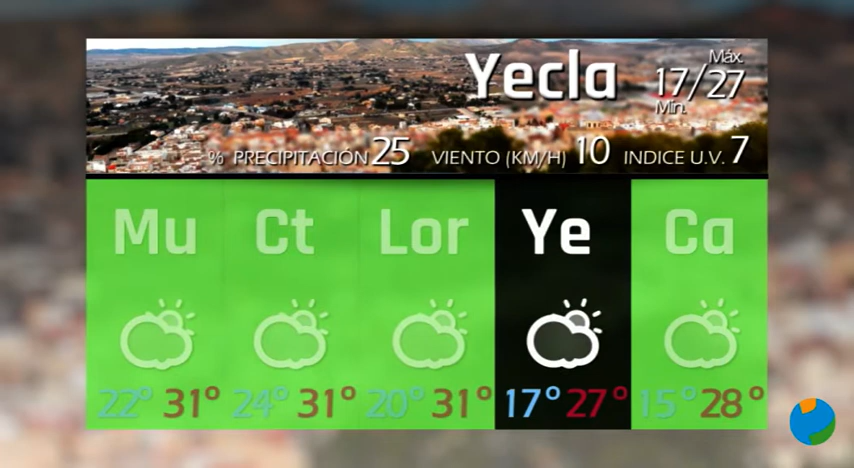 Yecla
Máx.
17/27
Mín.
% PRECIPITACIÓN 25 VIENTO (KM/H) 10 INDICE U.V. 7
Mu Ct Lor Ye Ca
22° 31° 24° 31° 20° 31° 17° 27° 15° 28°